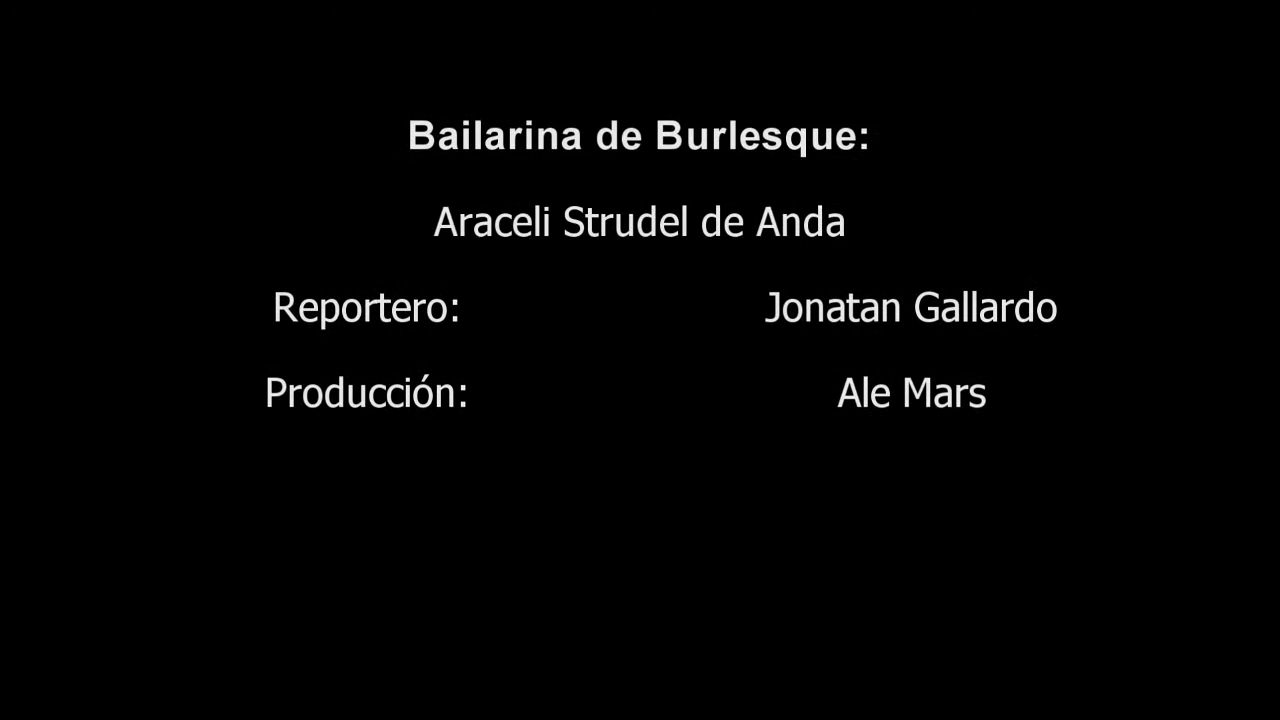 Bailarina de Burlesque:
Araceli Strudel de Anda
Reportero: Jonatan Gallardo
Producción: Ale Mars